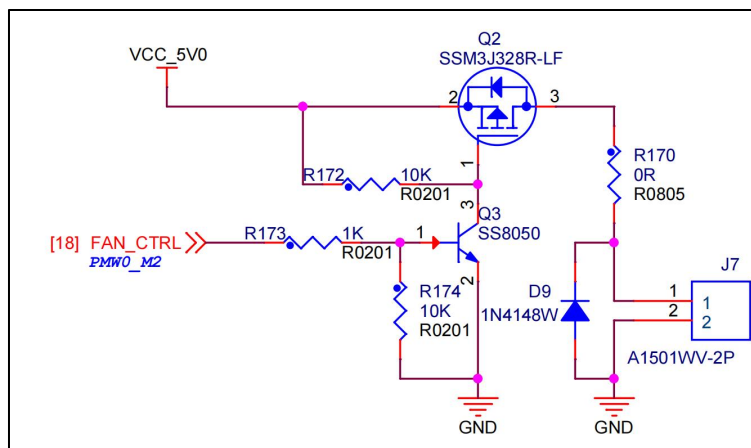 Q2
VCC_5V0
SSM3J328R-LF
2
3
1
R172
10K
R0201
R170
0R
R0805
3
Q3
SS8050
[18] FAN_CTRL
PMW0_M2
R173
1K
R0201
1
2
R174
10K
R0201
D9
1N4148W
J7
1
1
2
2
A1501WV-2P
GND
GND